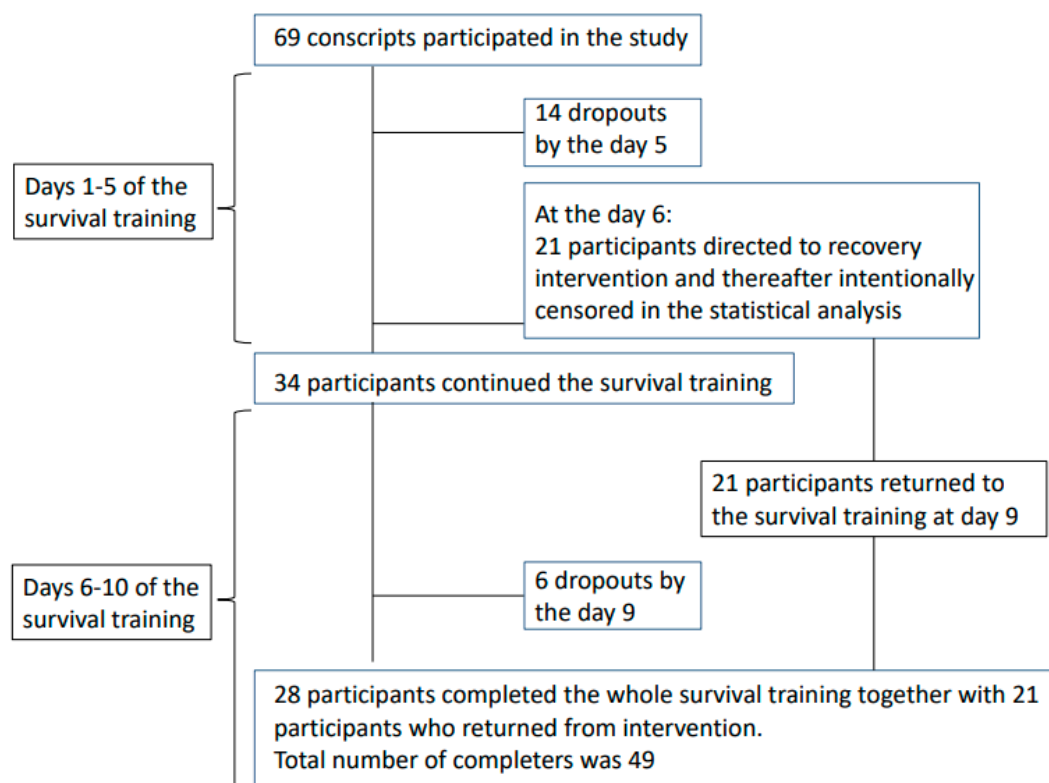 69 conscripts participated in the study
14 dropouts
by the day 5
Days 1-5 of the
survival training
At the day 6:
21 participants directed to recovery
intervention and thereafter intentionally
censored in the statistical analysis
34 participants continued the survival training
21 participants returned to
the survival training at day 9
Days 6-10 of the
survival training
6 dropouts by
the day 9
28 participants completed the whole survival training together with 21
participants who returned from intervention.
Total number of completers was 49